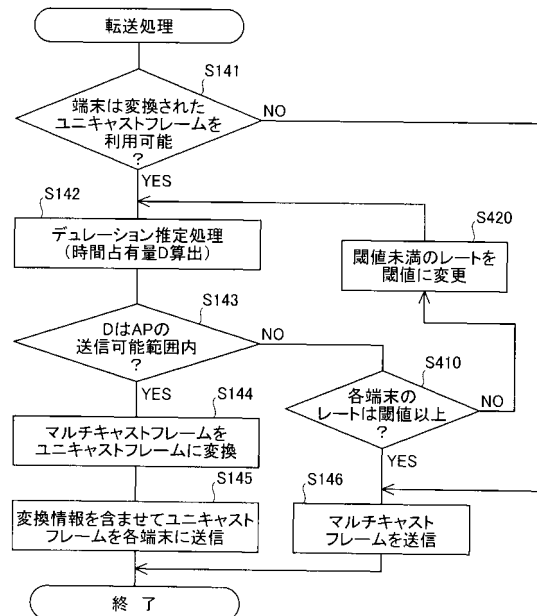 転送処理
S141
端末は変換された
ユニキャストフレームを
利用可能
?
NO
YES
S142
デュレーション推定処理
(時間占有量D算出)
S420
閾値未満のレートを
閾値に変更
S143
DはAPの
送信可能範囲内
?
NO
YES
S410
各端末の
レートは閾値以上
?
NO
YES
S144
マルチキャストフレームを
ユニキャストフレームに変換
S145
変換情報を含ませてユニキャスト
フレームを各端末に送信
S146
マルチキャスト
フレームを送信
終了